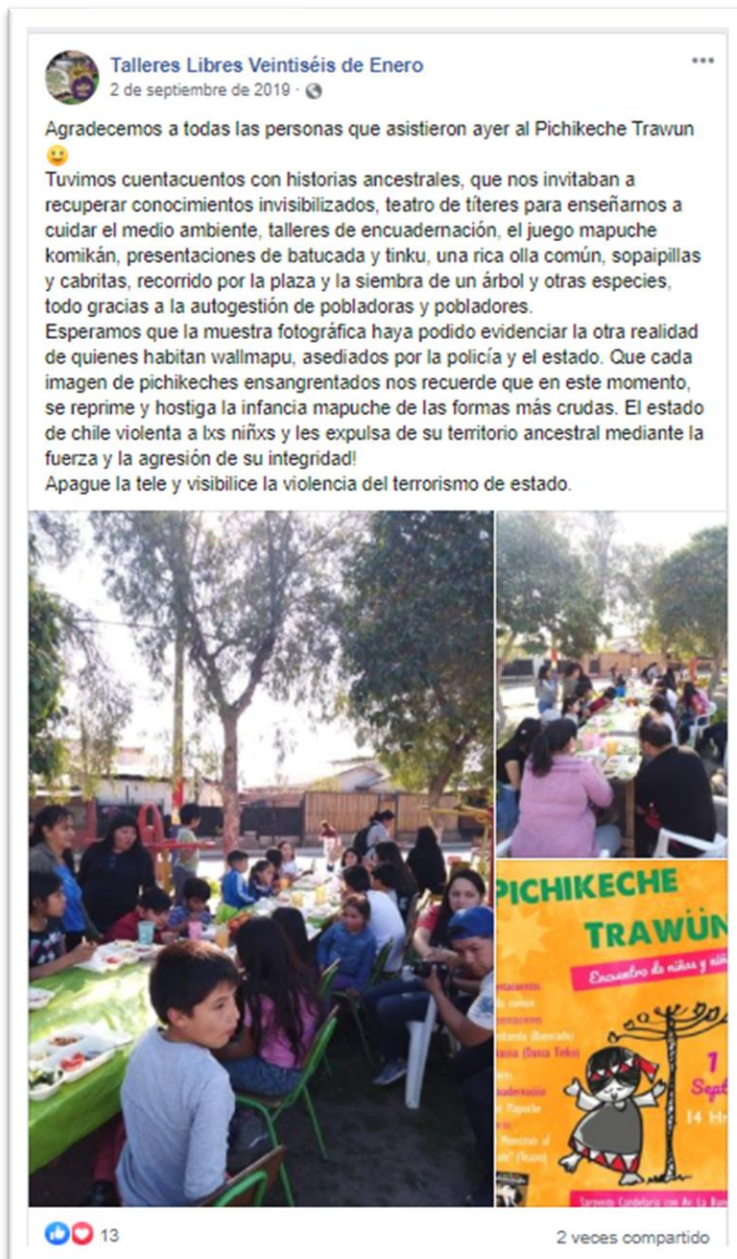 Talleres Libres Veintiséis de Enero
2 de septiembre de 2019 ·
Agradecemos a todas las personas que asistieron ayer al Pichikeche Trawun
Tuvimos cuentacuentos con historias ancestrales, que nos invitaban a
recuperar conocimientos invisibilizados, teatro de títeres para enseñarnos a
cuidar el medio ambiente, talleres de encuadernación, el juego mapuche
komikán, presentaciones de batucada y tinku, una rica olla común, sopaipillas
y cabritas, recorrido por la plaza y la siembra de un árbol y otras especies,
todo gracias a la autogestión de pobladoras y pobladores.
Esperamos que la muestra fotográfica haya podido evidenciar la otra realidad
de quienes habitan wallmapu, asediados por la policía y el estado. Que cada
imagen de pichikeches ensangrentados nos recuerde que en este momento,
se reprime y hostiga la infancia mapuche de las formas más crudas. El estado
de chile violenta a lxs niñxs y les expulsa de su territorio ancestral mediante la
fuerza y la agresión de su integridad!
Apague la tele y visibilice la violencia del terrorismo de estado.
PICHIKECHE
TRAWÜN
Encuentro de niñas y niñ
1
Sept
14 Hr
13
2 veces compartido